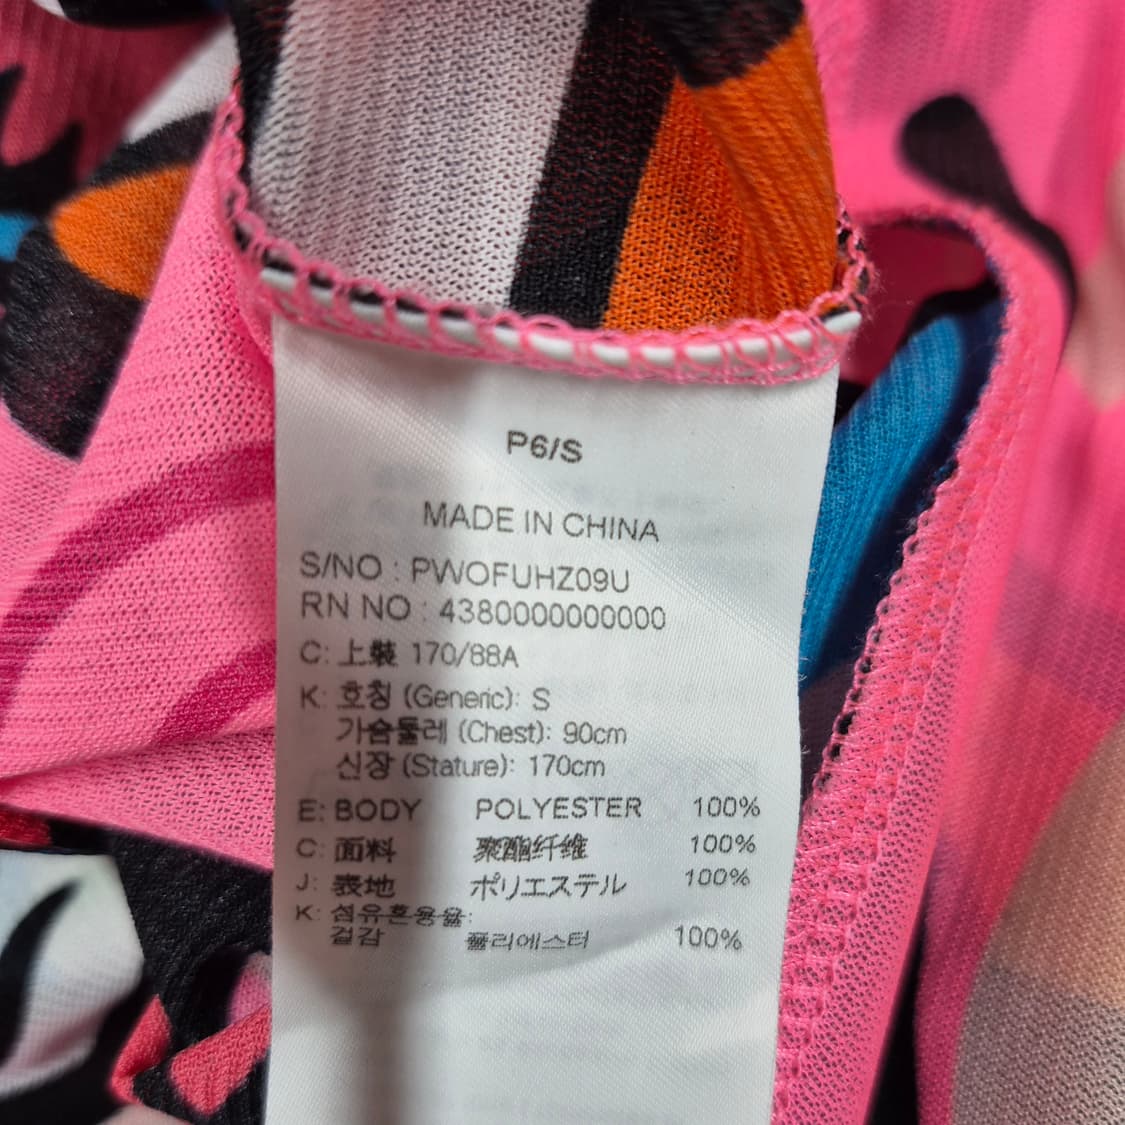 P6/S
MADE IN CHINA
S/NO : PWOFUHZ09U
RN NO : 4380000000000
C: 上裝 170/88A
K: 호칭 (Generic): S
가슴둘레 (Chest): 90cm
신장 (Stature): 170cm
E: BODY POLYESTER 100%
C: 面料 聚酯纤维 100%
J: 表地 ポリエステル 100%
K: 섬유혼용율:
겉감 폴리에스터 100%